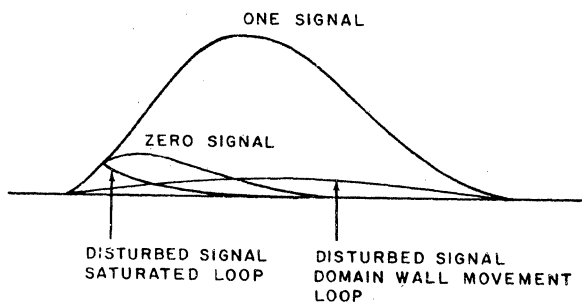 ONE SIGNAL
ZERO SIGNAL
DISTURBED SIGNAL
SATURATED LOOP
DISTURBED SIGNAL
DOMAIN WALL MOVEMENT
LOOP